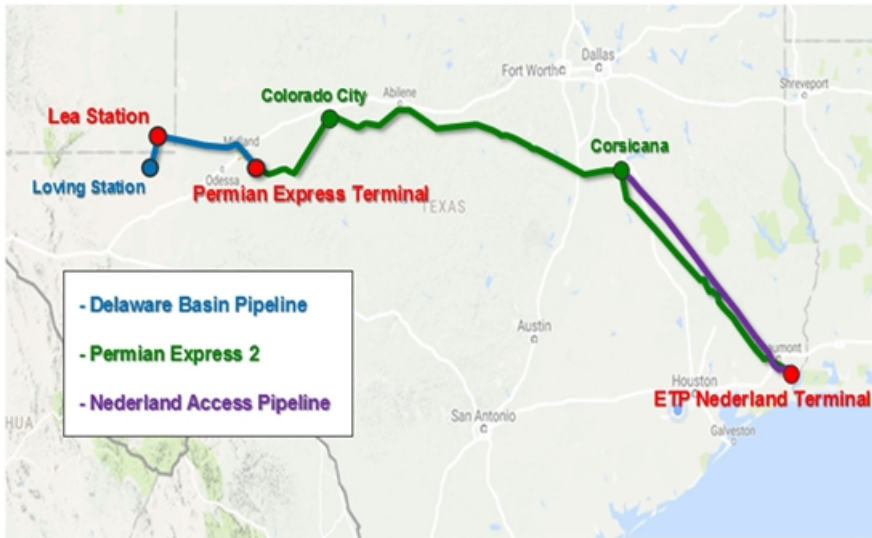 Dallas
Fort Worth
Shreveport
Colorado City
Abilene
Lea Station
Midland
Corsicana
Loving Station
Odessa
Permian Express Terminal
TEXAS
- Delaware Basin Pipeline
- Permian Express 2
- Nederland Access Pipeline
Austin
aumont
Houston
ETP Nederland Terminal
San Antonio
HUA
Galveston